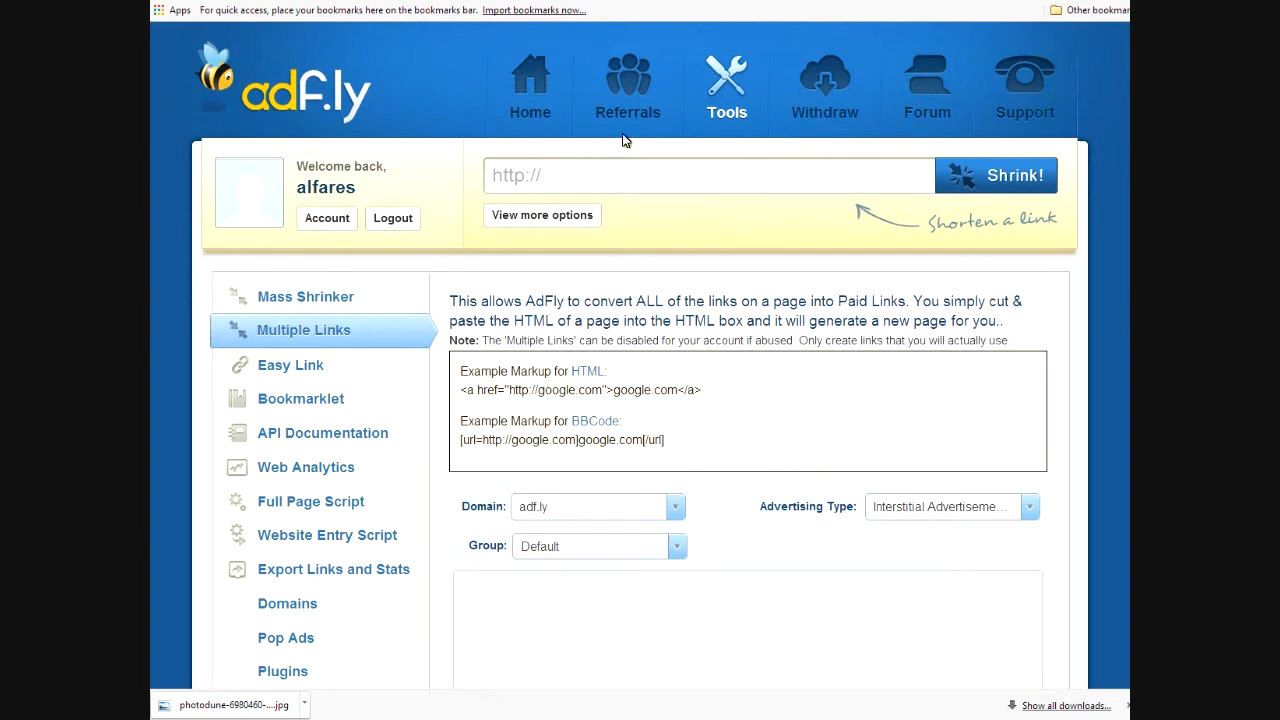 Apps For quick access, place your bookmarks here on the bookmarks bar. Import bookmarks now... Other bookmar
adf.ly
Home Referrals Tools Withdraw Forum Support
Welcome back,
alfares
Account Logout
http:// Shrink!
View more options
Shorten a link
Mass Shrinker
Multiple Links
Easy Link
Bookmarklet
API Documentation
Web Analytics
Full Page Script
Website Entry Script
Export Links and Stats
Domains
Pop Ads
Plugins
This allows AdFly to convert ALL of the links on a page into Paid Links. You simply cut &
paste the HTML of a page into the HTML box and it will generate a new page for you..
Note: The 'Multiple Links' can be disabled for your account if abused. Only create links that you will actually use.
Example Markup for HTML:
<a href="http://google.com">google.com</a>
Example Markup for BBCode:
[url=http://google.com]google.com[/url]
Domain: adf.ly Advertising Type: Interstitial Advertiseme...
Group: Default
photodune-6980460-....jpg Show all downloads...